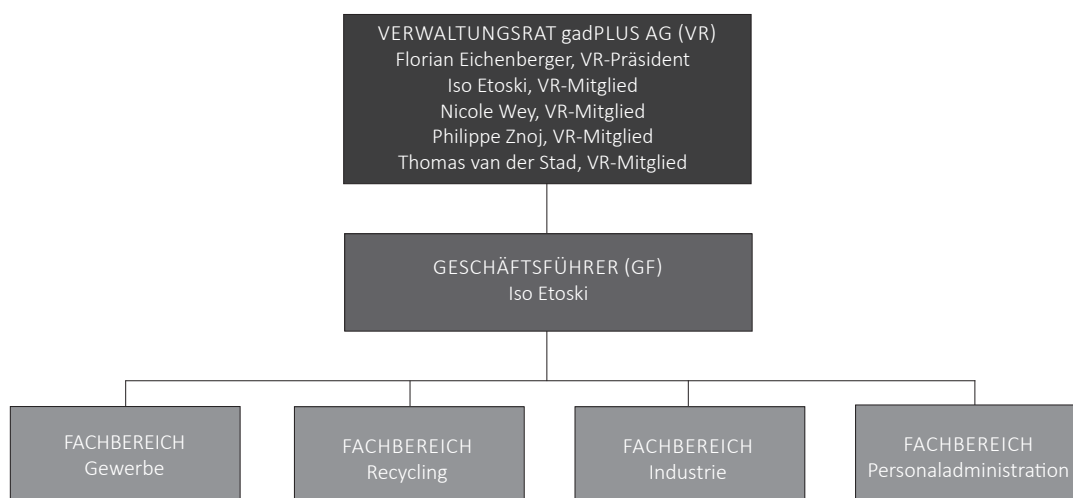 VERWALTUNGSRAT gadPLUS AG (VR)
Florian Eichenberger, VR-Präsident
Iso Etoski, VR-Mitglied
Nicole Wey, VR-Mitglied
Philippe Znoj, VR-Mitglied
Thomas van der Stad, VR-Mitglied
GESCHÄFTSFÜHRER (GF)
Iso Etoski
FACHBEREICH
Gewerbe
FACHBEREICH
Recycling
FACHBEREICH
Industrie
FACHBEREICH
Personaladministration